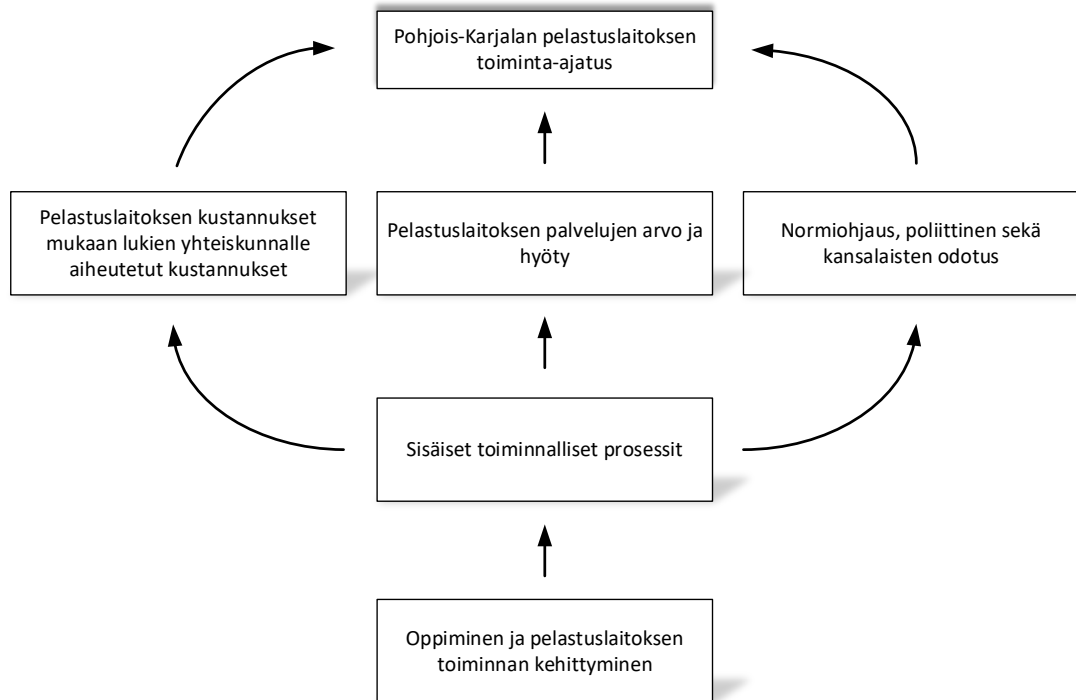 Pohjois-Karjalan pelastuslaitoksen
toiminta-ajatus
Pelastuslaitoksen kustannukset
mukaan lukien yhteiskunnalle
aiheutetut kustannukset
Pelastuslaitoksen palvelujen arvo ja
hyöty
Normiohjaus, poliittinen sekä
kansalaisten odotus
Sisäiset toiminnalliset prosessit
Oppiminen ja pelastuslaitoksen
toiminnan kehittyminen